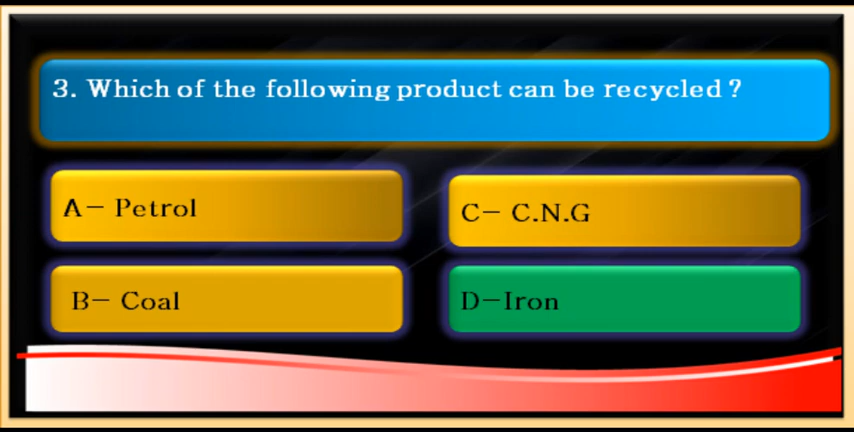 3. Which of the following product can be recycled ?
A- Petrol
C- C.N.G
B- Coal
D-Iron